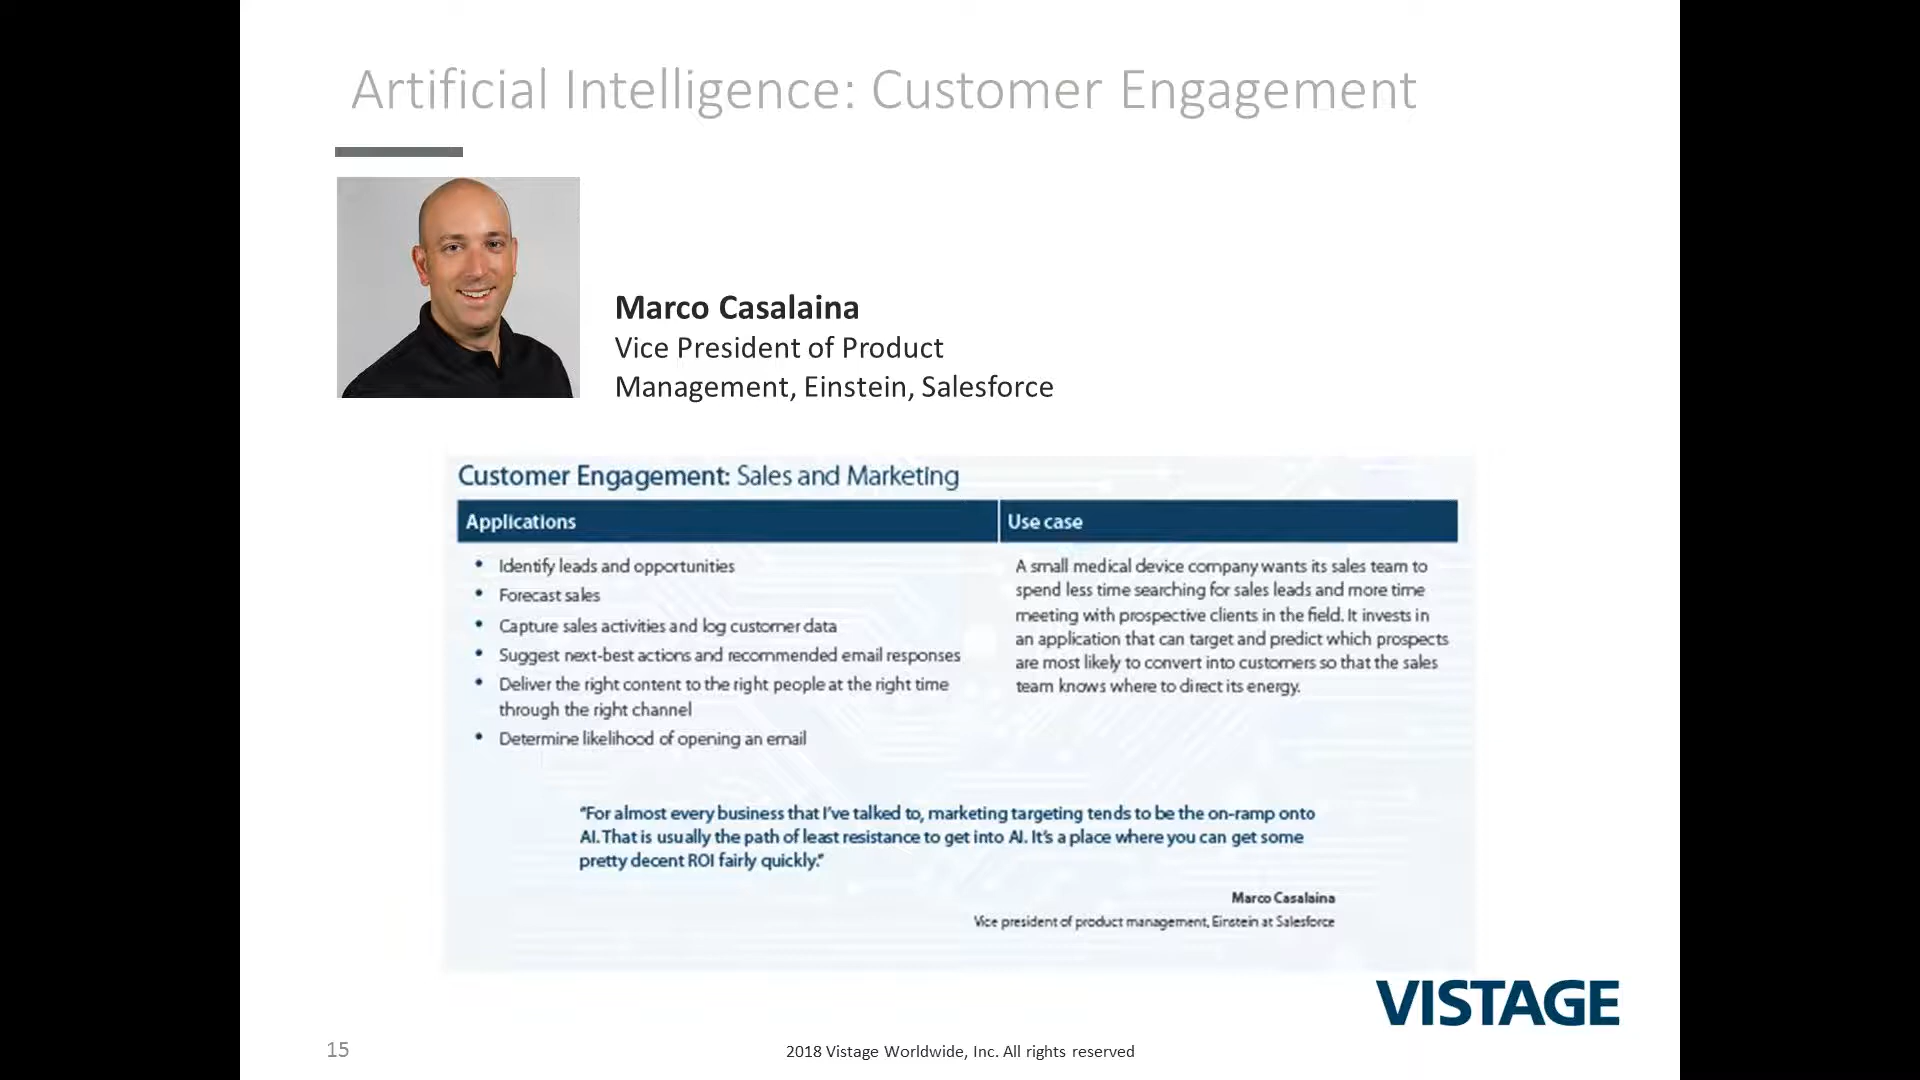 Artificial Intelligence: Customer Engagement
Marco Casalaina
Vice President of Product
Management, Einstein, Salesforce
Customer Engagement: Sales and Marketing
Applications
Use case
• Identify leads and opportunities
• Forecast sales
• Capture sales activities and log customer data
• Suggest next-best actions and recommended email responses
• Deliver the right content to the right people at the right time
through the right channel
• Determine likelihood of opening an email
A small medical device company wants its sales team to
spend less time searching for sales leads and more time
meeting with prospective clients in the field. It invests in
an application that can target and predict which prospects
are most likely to convert into customers so that the sales
team knows where to direct its energy.
“For almost every business that I’ve talked to, marketing targeting tends to be the on-ramp onto
AI. That is usually the path of least resistance to get into AI. It’s a place where you can get some
pretty decent ROI fairly quickly.”
Marco Casalaina
Vice president of product management, Einstein at Salesforce
VISTAGE
15
2018 Vistage Worldwide, Inc. All rights reserved